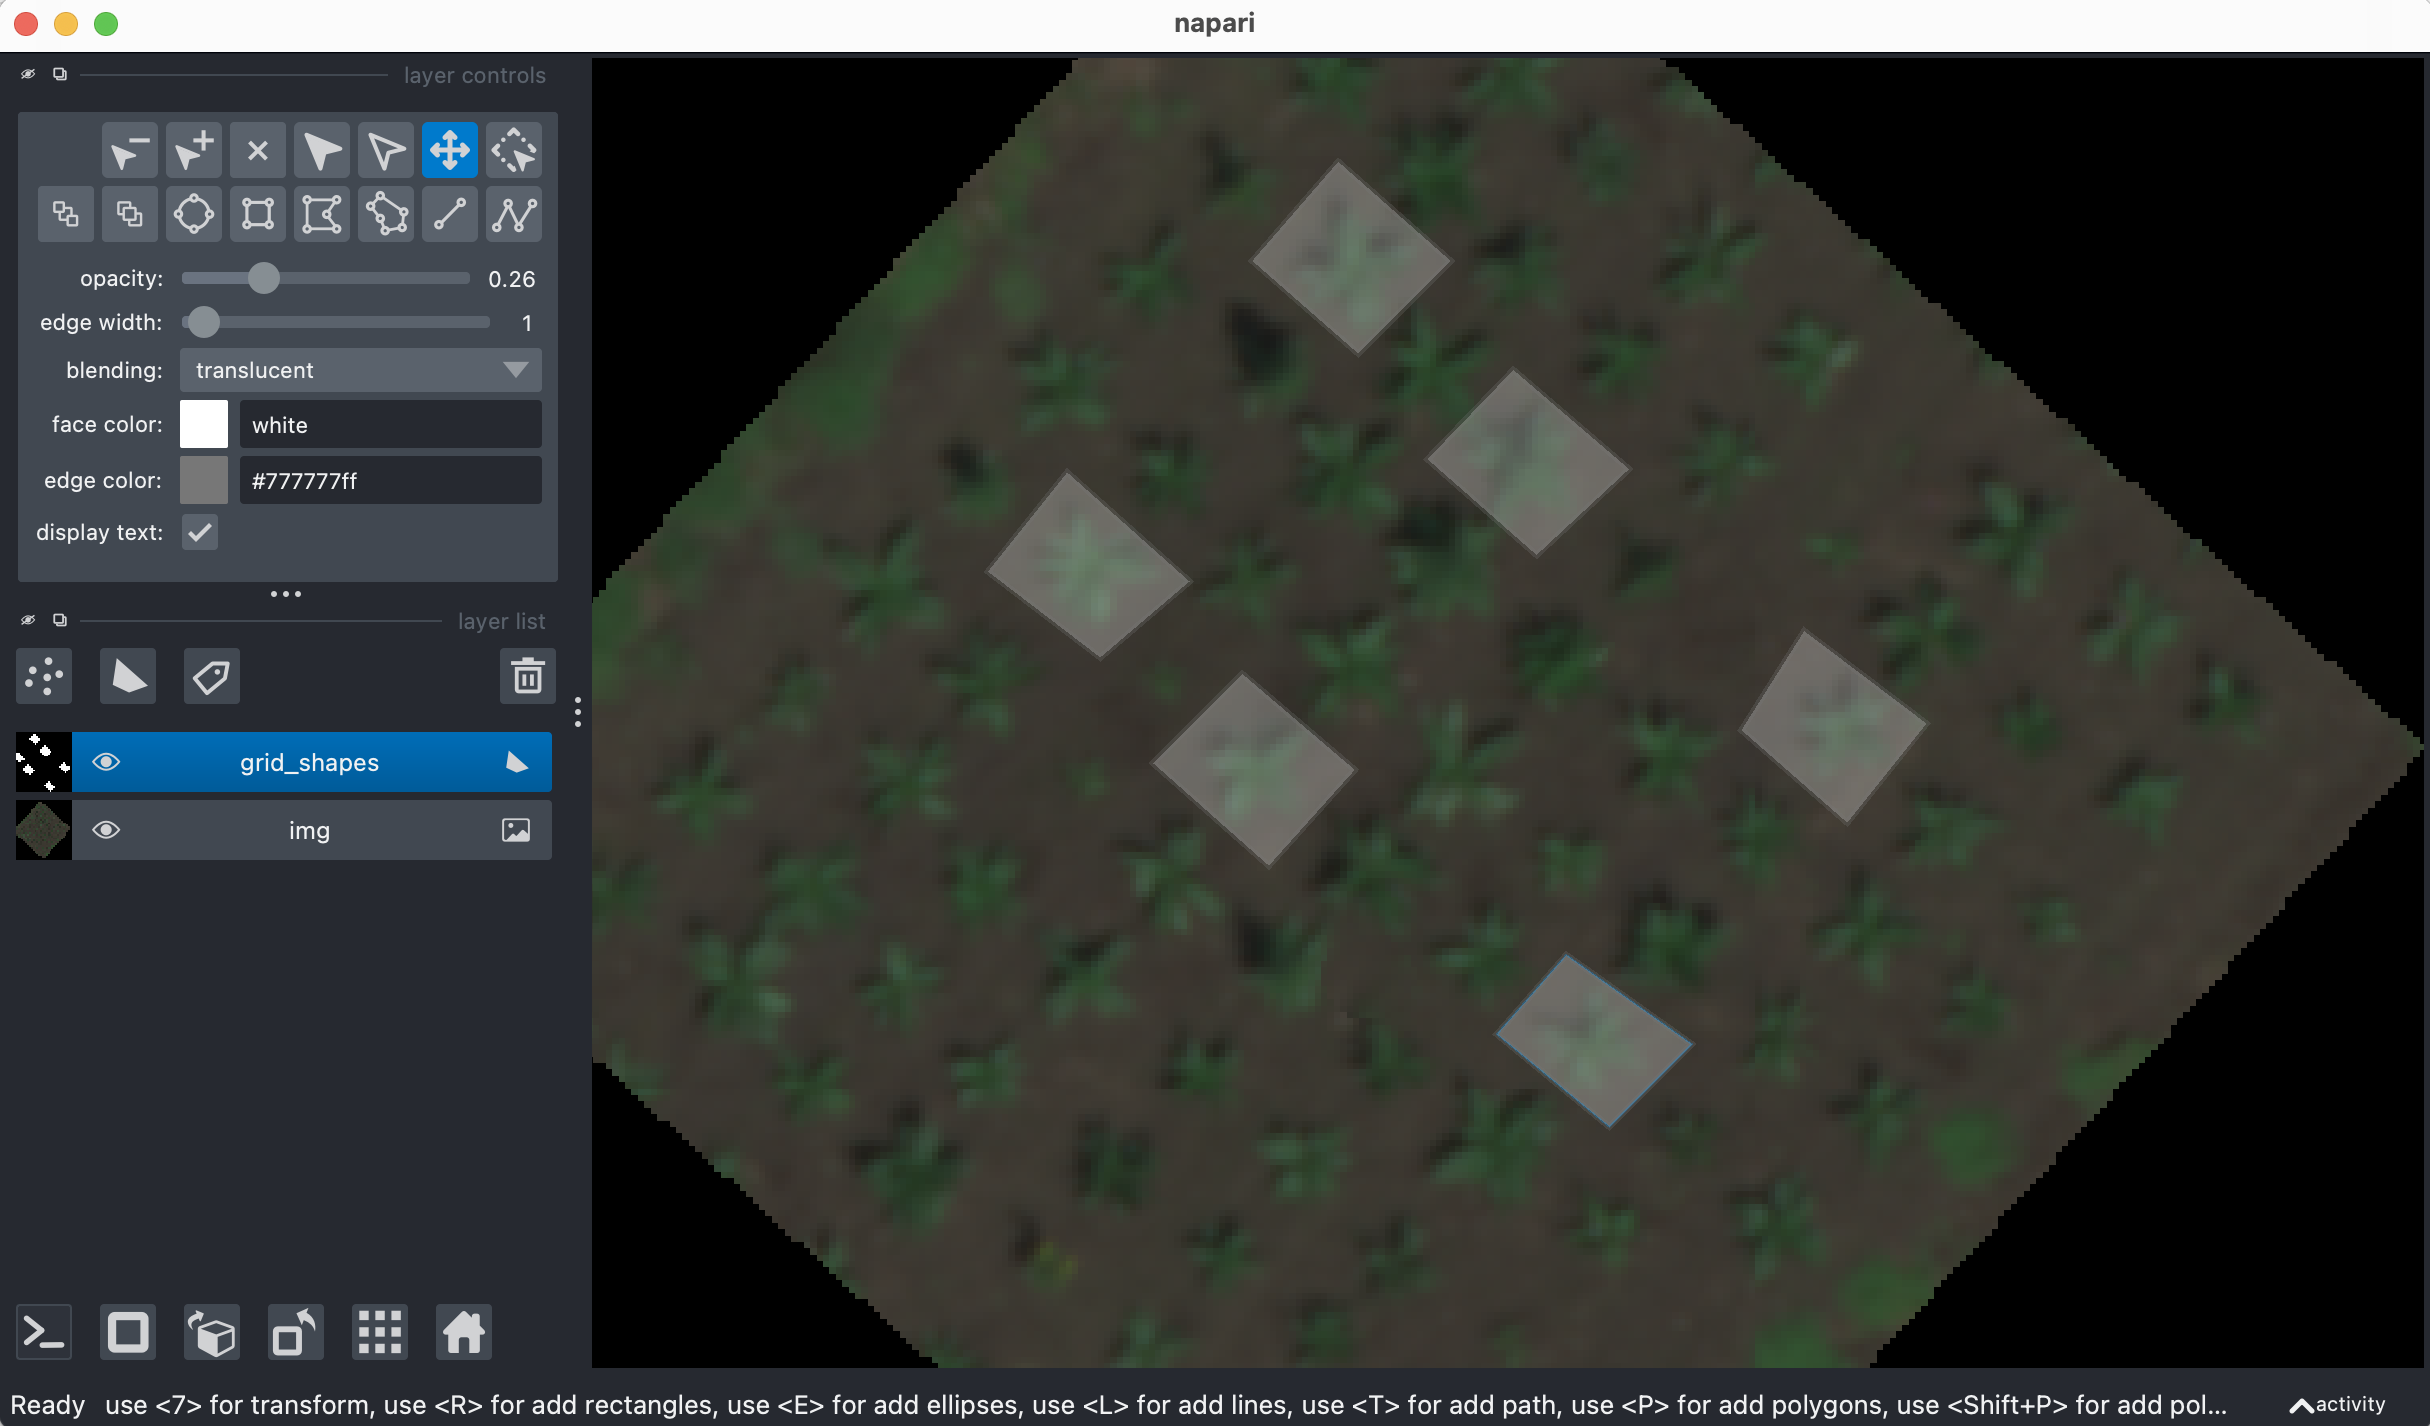 napari
layer controls
opacity: 0.26
edge width: 1
blending: translucent
face color: white
edge color: #777777ff
display text:
layer list
grid_shapes
img
Ready use <7> for transform, use <R> for add rectangles, use <E> for add ellipses, use <L> for add lines, use <T> for add path, use <P> for add polygons, use <Shift+P> for add pol... activity